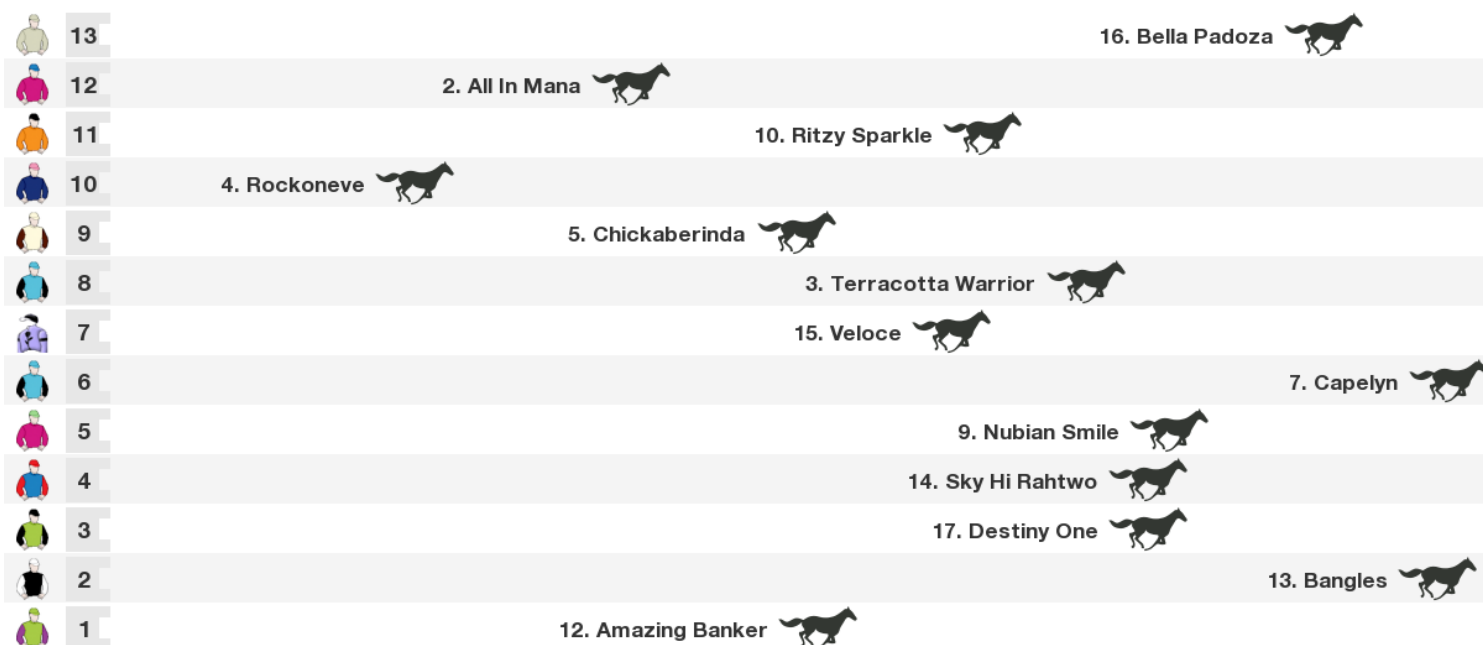 13 16. Bella Padoza
12 2. All In Mana
11 10. Ritzy Sparkle
10 4. Rockoneve
9 5. Chickaberinda
8 3. Terracotta Warrior
7 15. Veloce
6 7. Capelyn
5 9. Nubian Smile
4 14. Sky Hi Rahtwo
3 17. Destiny One
2 13. Bangles
1 12. Amazing Banker